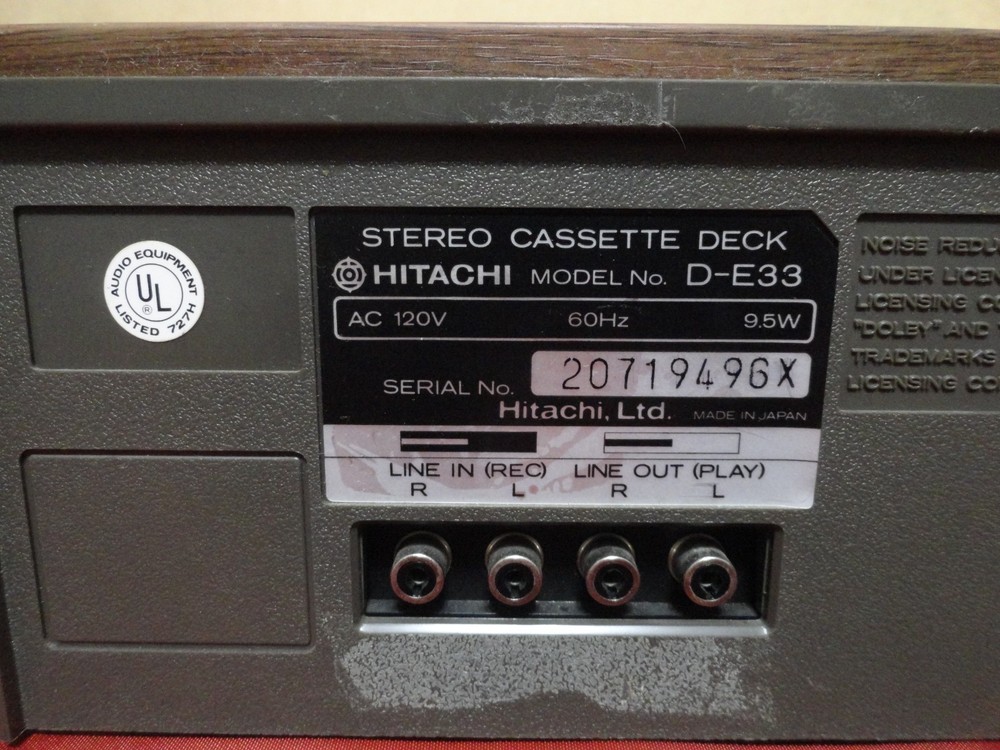 AUDIO EQUIPMENT
UL
®
LISTED 727H
STEREO CASSETTE DECK
HITACHI MODEL No. D-E33
AC 120V 60Hz 9.5W
SERIAL No. 20719496X
Hitachi, Ltd. MADE IN JAPAN
LINE IN (REC) LINE OUT (PLAY)
R L R L
NOISE REDU
UNDER LICEN
LICENSING CO
"DOLBY" AND
TRADEMARKS
LICENSING CO